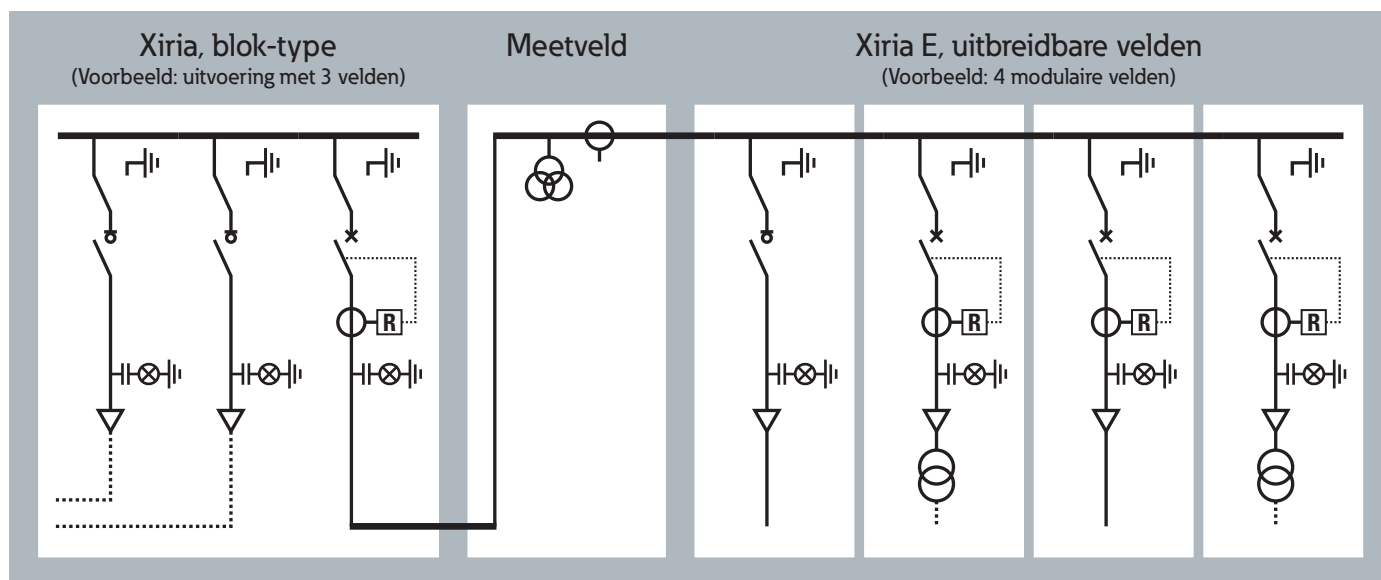 Xiria, blok-type
(Voorbeeld: uitvoering met 3 velden)
Meetveld
Xiria E, uitbreidbare velden
(Voorbeeld: 4 modulaire velden)
R
R
R
R